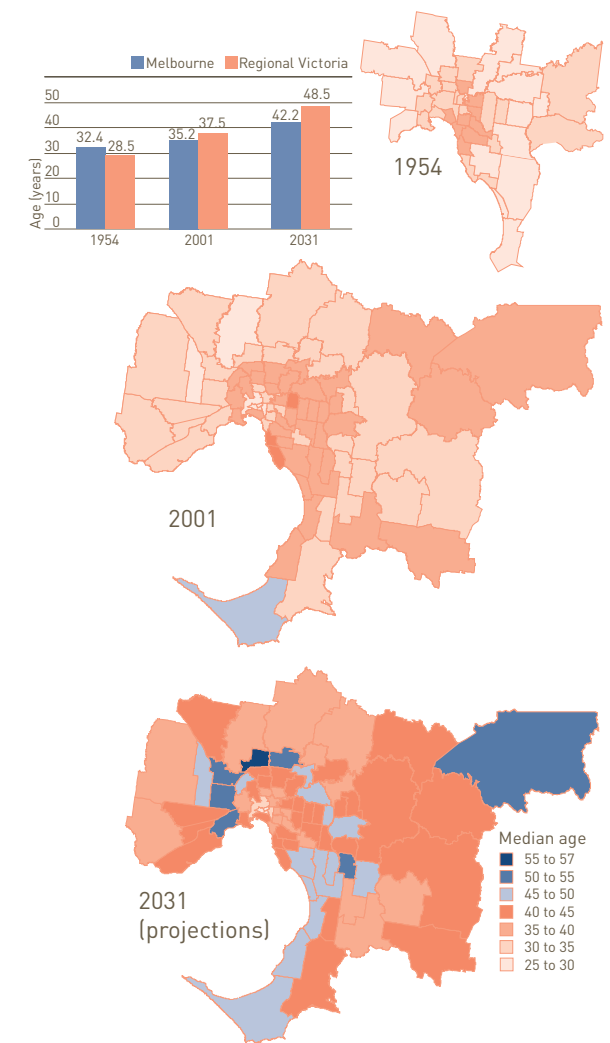 Melbourne Regional Victoria
Age (years)
50
40
30
20
10
0
32.4 28.5
35.2 37.5
42.2 48.5
1954 2001 2031
1954
2001
2031
(projections)
Median age
55 to 57
50 to 55
45 to 50
40 to 45
35 to 40
30 to 35
25 to 30